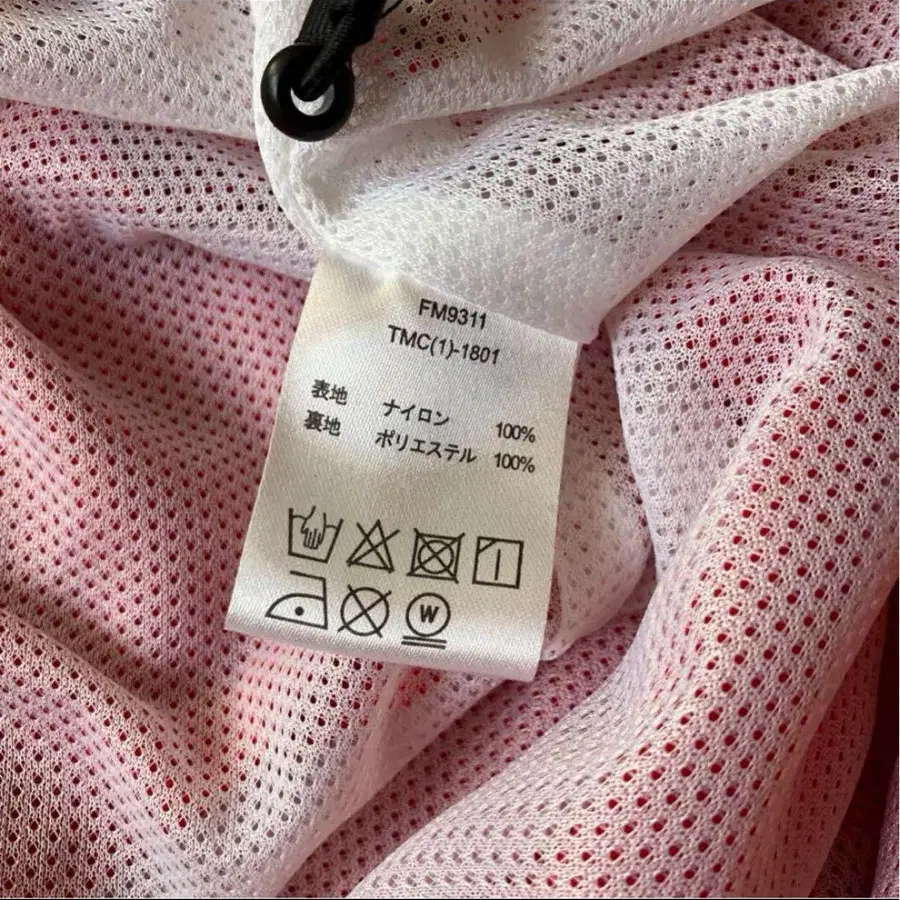 FM9311
TMC(1)-1801
表地 ナイロン 100%
裏地 ポリエステル 100%
W